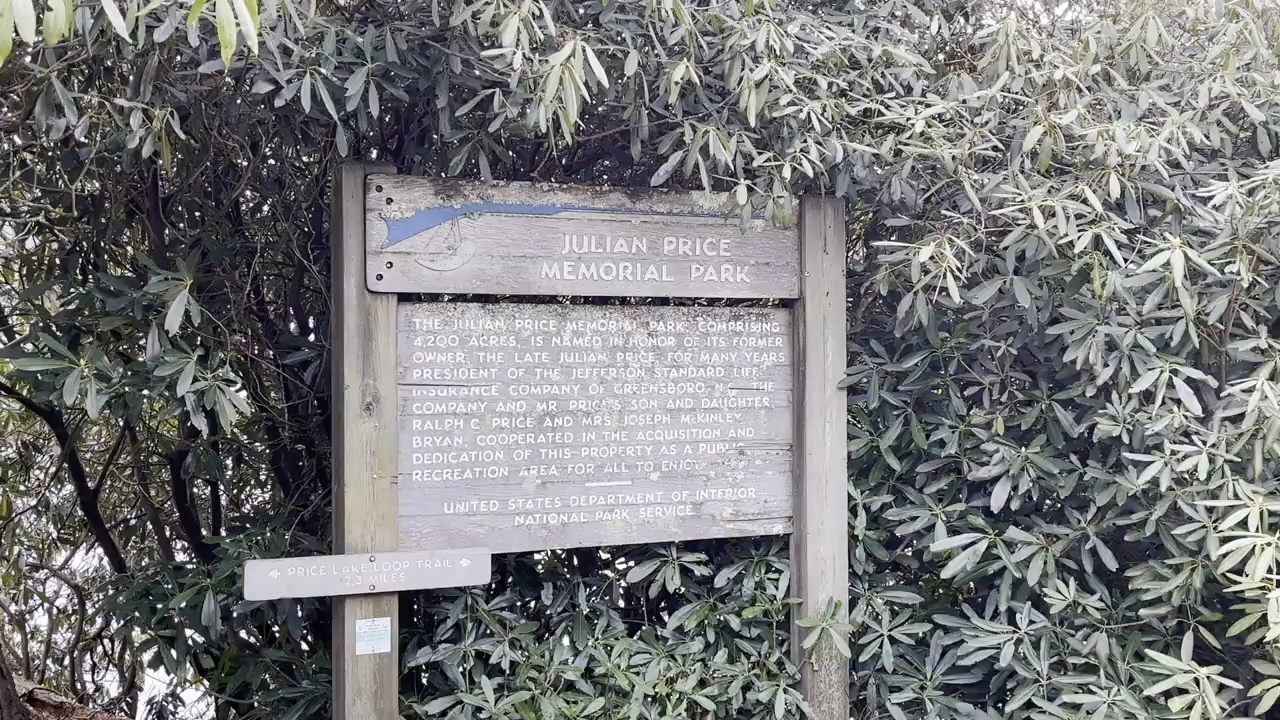 JULIAN PRICE
MEMORIAL PARK
THE JULIAN PRICE MEMORIAL PARK, COMPRISING
4,200 ACRES, IS NAMED IN HONOR OF ITS FORMER
OWNER, THE LATE JULIAN PRICE, FOR MANY YEARS
PRESIDENT OF THE JEFFERSON STANDARD LIFE
INSURANCE COMPANY OF GREENSBORO, N.C. THE
COMPANY AND MR. PRICE'S SON AND DAUGHTER,
RALPH C. PRICE AND MRS. JOSEPH McKINLEY
BRYAN, COOPERATED IN THE ACQUISITION AND
DEDICATION OF THIS PROPERTY AS A PUBLIC
RECREATION AREA FOR ALL TO ENJOY.
UNITED STATES DEPARTMENT OF INTERIOR
NATIONAL PARK SERVICE
PRICE LAKE LOOP TRAIL
2.3 MILES